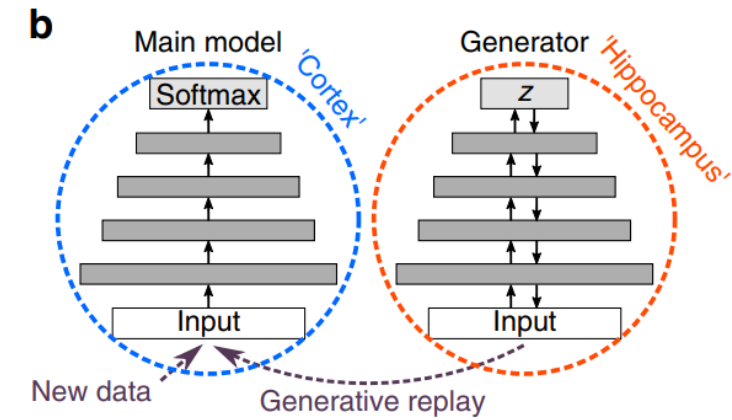 b
Main model
Generator
'Cortex'
'Hippocampus'
Softmax
z
Input
Input
New data
Generative replay